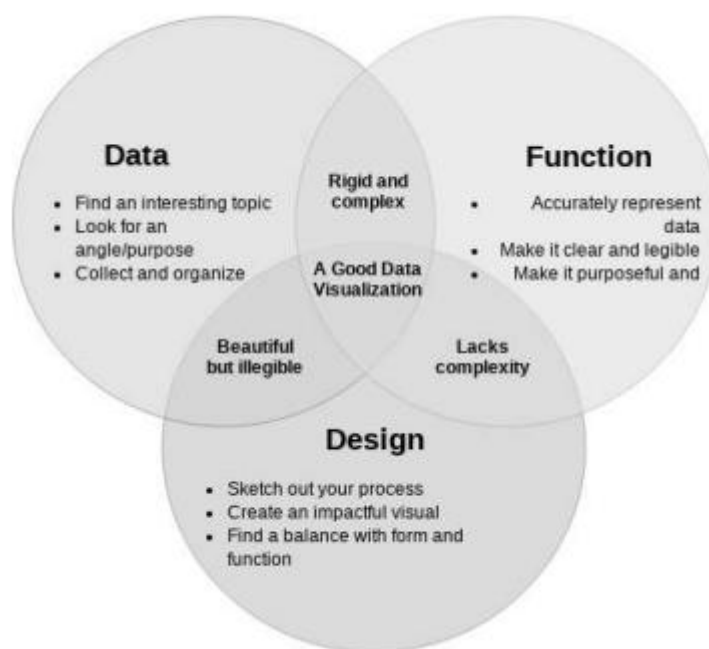 Data
• Find an interesting topic
• Look for an
angle/purpose
• Collect and organize
Rigid and
complex
Function
• Accurately represent
data
• Make it clear and legible
• Make it purposeful and
A Good Data
Visualization
Beautiful
but illegible
Lacks
complexity
Design
• Sketch out your process
• Create an impactful visual
• Find a balance with form and
function